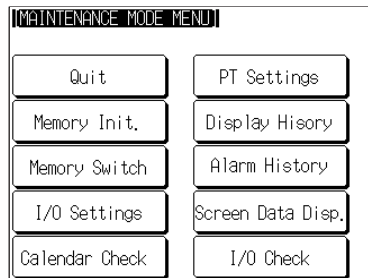 [MAINTENANCE MODE MENU]
Quit
PT Settings
Memory Init.
Display Hisory
Memory Switch
Alarm History
I/O Settings
Screen Data Disp.
Calendar Check
I/O Check